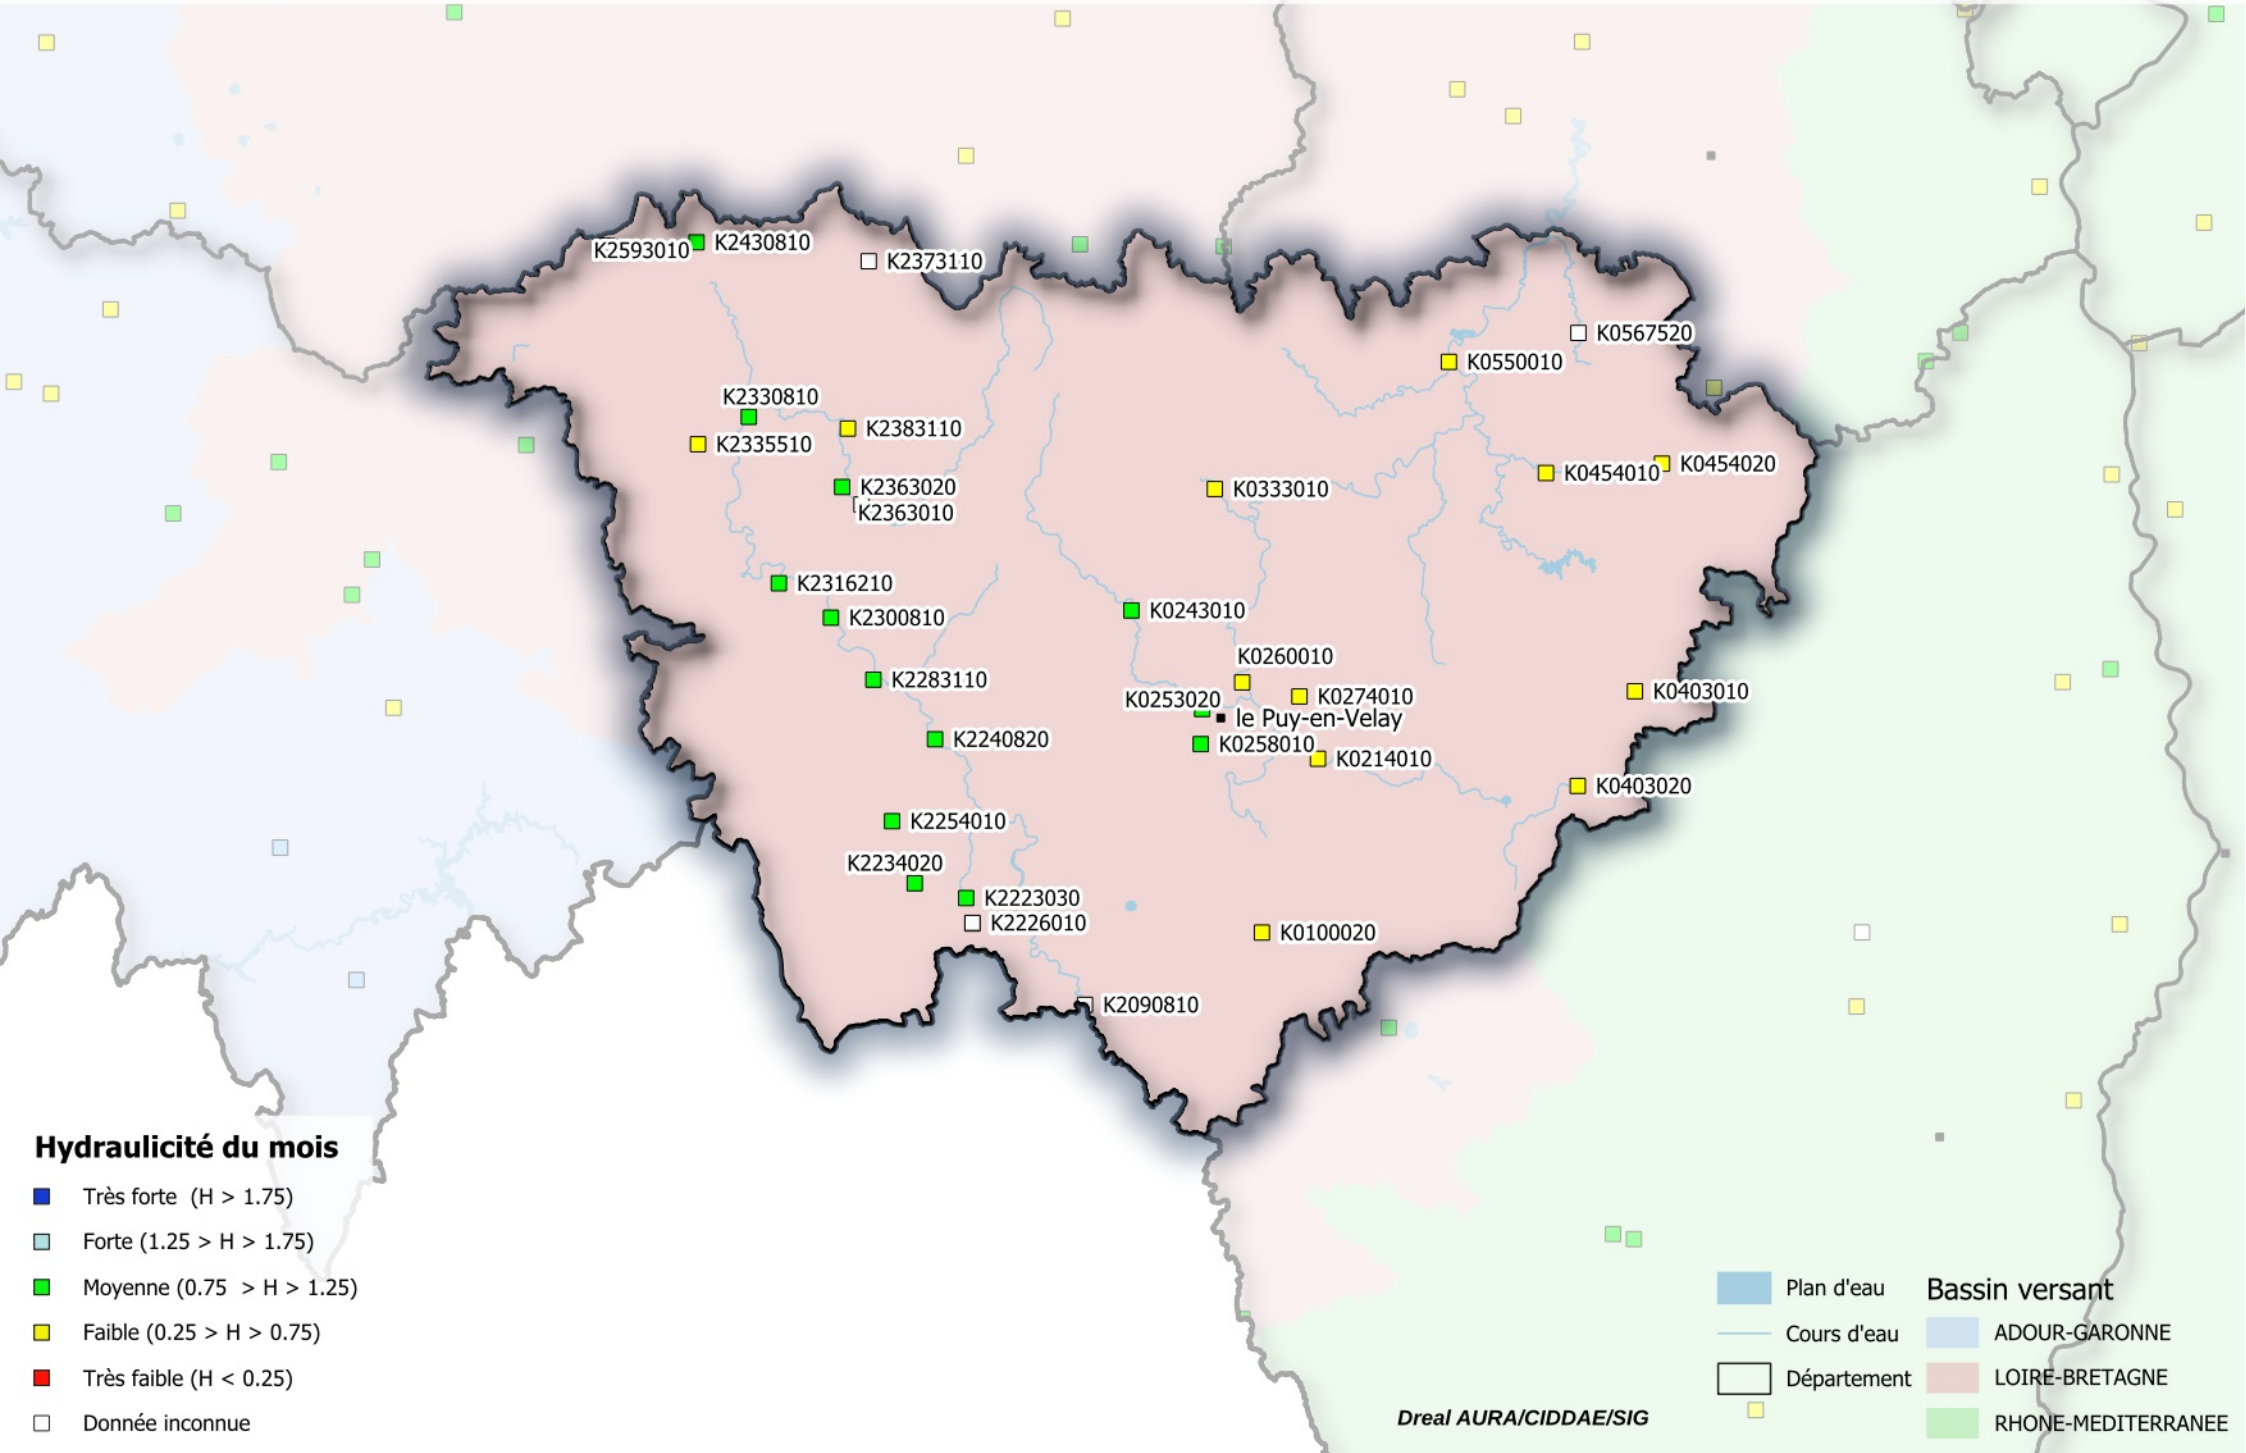 K2593010
K2430810
K2373110
K0567520
K0550010
K2330810
K2383110
K2335510
K0454020
K0454010
K2363020
K0333010
K2363010
K2316210
K0243010
K2300810
K0260010
K2283110
K0403010
K0274010
K0253020
le Puy-en-Velay
K2240820
K0258010
K0214010
K0403020
K2254010
K2234020
K2223030
K2226010
K0100020
K2090810
Hydraulicité du mois
Très forte (H > 1.75)
Forte (1.25 > H > 1.75)
Moyenne (0.75 > H > 1.25)
Faible (0.25 > H > 0.75)
Très faible (H < 0.25)
Donnée inconnue
Plan d'eau
Cours d'eau
Département
Bassin versant
ADOUR-GARONNE
LOIRE-BRETAGNE
RHONE-MEDITERRANEE
Dreal AURA/CIDDAE/SIG